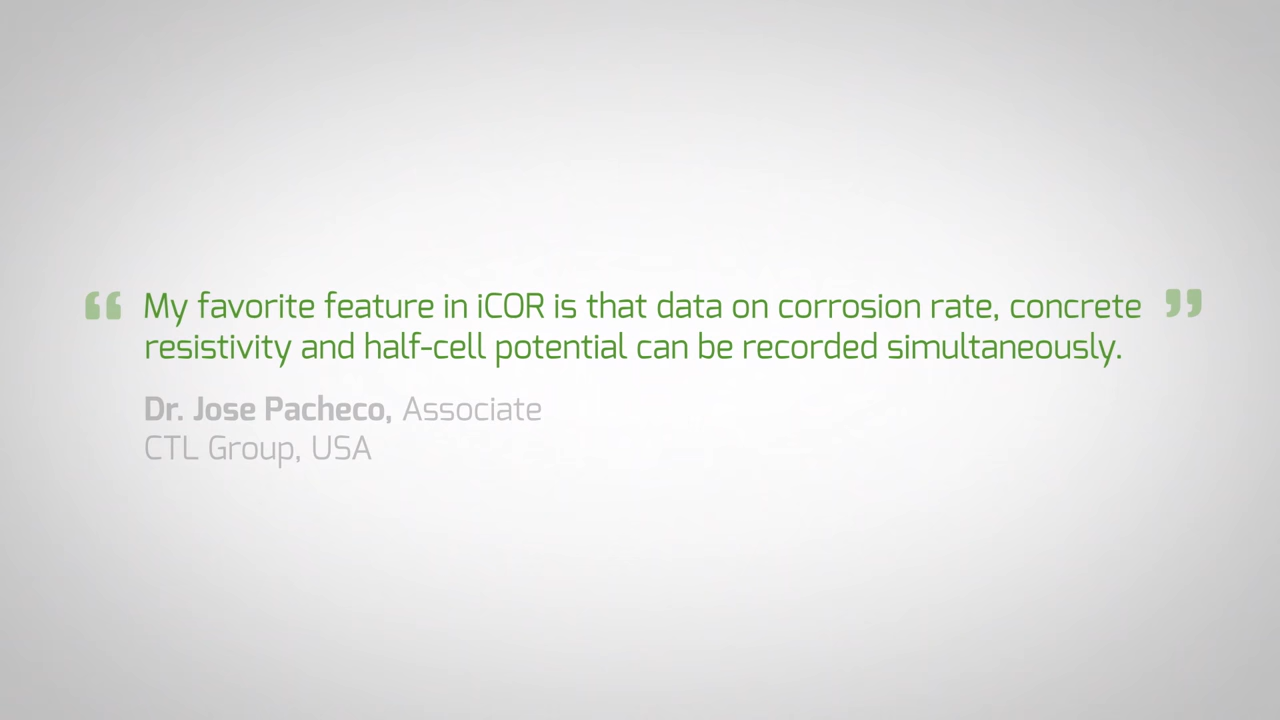 “ My favorite feature in iCOR is that data on corrosion rate, concrete ”
resistivity and half-cell potential can be recorded simultaneously.
Dr. Jose Pacheco, Associate
CTL Group, USA